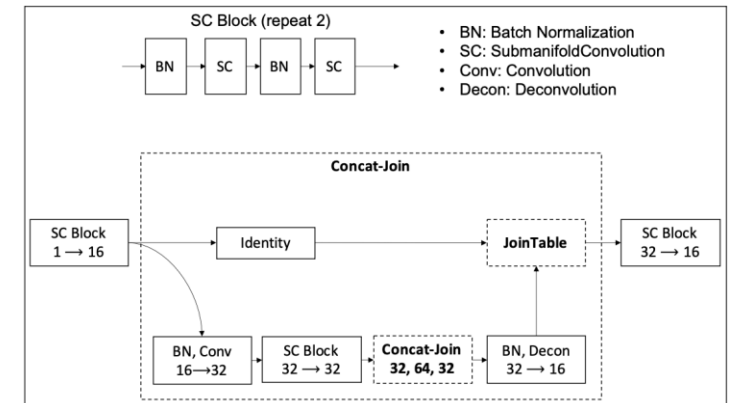 SC Block (repeat 2)
BN
SC
BN
SC
• BN: Batch Normalization
• SC: SubmanifoldConvolution
• Conv: Convolution
• Decon: Deconvolution
Concat-Join
SC Block
1 → 16
Identity
JoinTable
SC Block
32 → 16
BN, Conv
16→32
SC Block
32 → 32
Concat-Join
32, 64, 32
BN, Decon
32 → 16